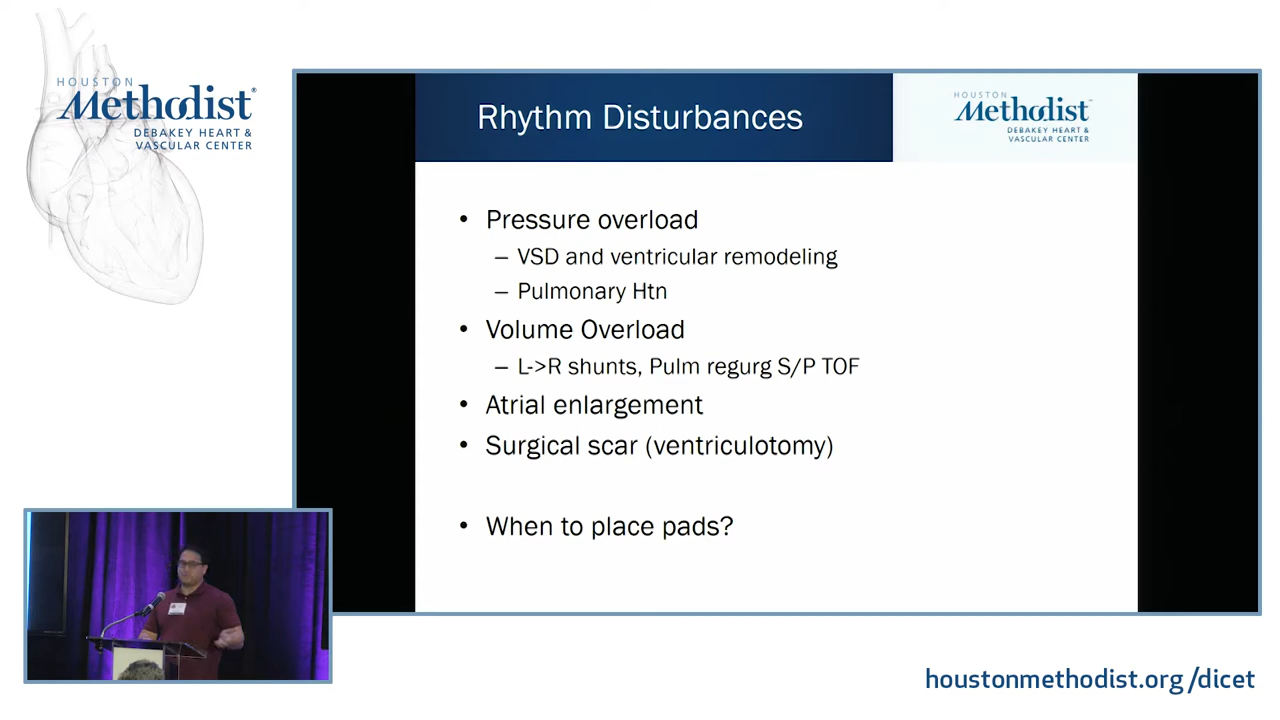 HOUSTON
Methodist®
DEBAKEY HEART &
VASCULAR CENTER
Rhythm Disturbances
HOUSTON
Methodist
DEBAKEY HEART &
VASCULAR CENTER
• Pressure overload
– VSD and ventricular remodeling
– Pulmonary Htn
• Volume Overload
– L->R shunts, Pulm regurg S/P TOF
• Atrial enlargement
• Surgical scar (ventriculotomy)
• When to place pads?
houstonmethodist.org/dicet